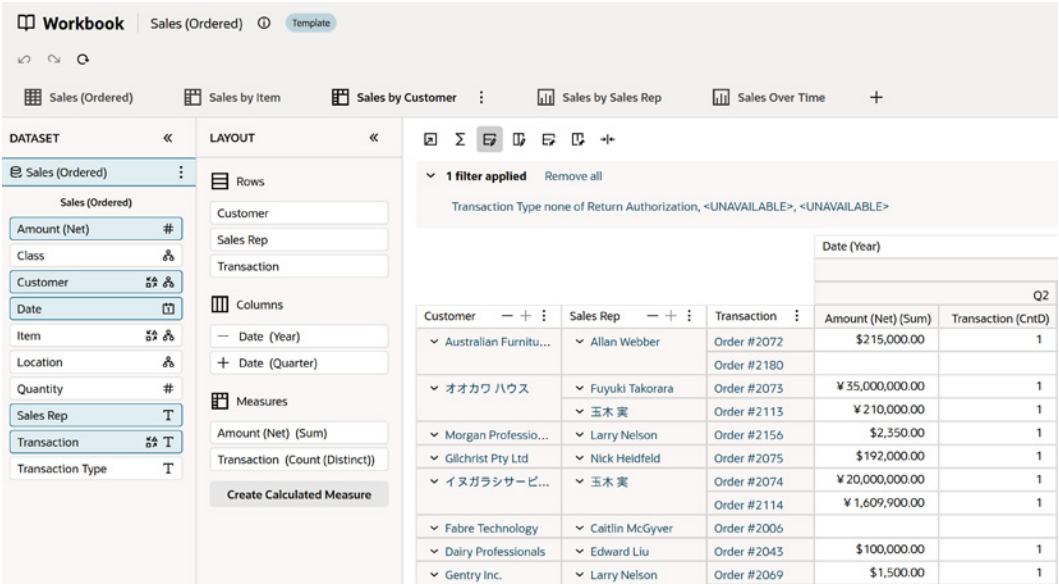 Workbook Sales (Ordered) Template
Sales (Ordered) Sales by Item Sales by Customer Sales by Sales Rep Sales Over Time
DATASET
Sales (Ordered)
Sales (Ordered)
Amount (Net) #
Class
Customer
Date
Item
Location
Quantity #
Sales Rep T
Transaction T
Transaction Type T
LAYOUT
Rows
Customer
Sales Rep
Transaction
Columns
Date (Year)
Date (Quarter)
Measures
Amount (Net) (Sum)
Transaction (Count (Distinct))
Create Calculated Measure
1 filter applied Remove all
Transaction Type none of Return Authorization, <UNAVAILABLE>, <UNAVAILABLE>
Date (Year)
Q2
Customer Sales Rep Transaction Amount (Net) (Sum) Transaction (CntD)
Australian Furnitu... Allan Webber Order #2072 $215,000.00 1
Order #2180
オオカワ ハウス Fuyuki Takorara Order #2073 ¥35,000,000.00 1
玉木 実 Order #2113 ¥210,000.00 1
Morgan Professio... Larry Nelson Order #2156 $2,350.00 1
Gilchrist Pty Ltd Nick Heidfeld Order #2075 $192,000.00 1
イヌガラシサービ... 玉木 実 Order #2074 ¥20,000,000.00 1
Order #2114 ¥1,609,900.00 1
Fabre Technology Caitlin McGyver Order #2006
Dairy Professionals Edward Liu Order #2043 $100,000.00 1
Gentry Inc. Larry Nelson Order #2069 $1,500.00 1